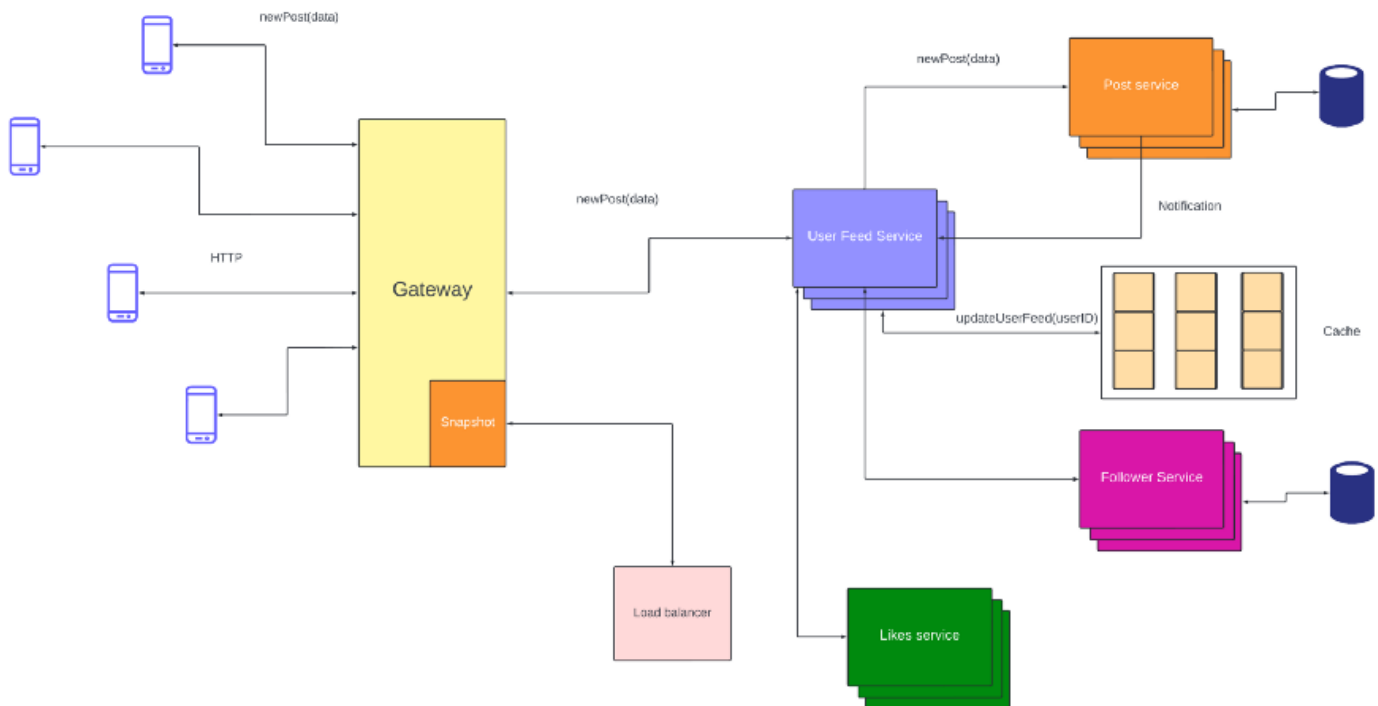 newPost(data)
newPost(data)
Post service
newPost(data)
Notification
User Feed Service
HTTP
Gateway
updateUserFeed(userID)
Cache
Snapshot
Follower Service
Load balancer
Likes service